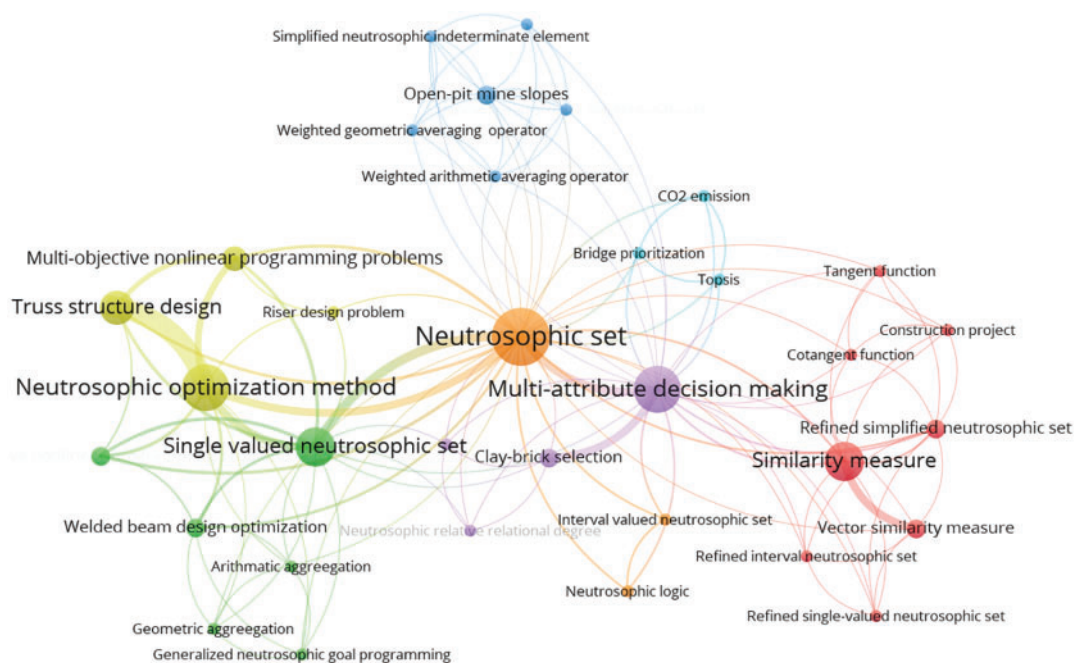 Simplified neutrosophic indeterminate element
Open-pit mine slopes
Weighted geometric averaging operator
Weighted arithmetic averaging operator
CO2 emission
Multi-objective nonlinear programming problems
Bridge prioritization
Tangent function
Topsis
Truss structure design
Riser design problem
Neutrosophic set
Construction project
Cotangent function
Neutrosophic optimization method
Multi-attribute decision making
Refined simplified neutrosophic set
Single valued neutrosophic set
Clay-brick selection
Similarity measure
Welded beam design optimization
Neutrosophic relative relational degree
Interval valued neutrosophic set
Vector similarity measure
Refined interval neutrosophic set
Arithmatic aggreegation
Neutrosophic logic
Refined single-valued neutrosophic set
Geometric aggreegation
Generalized neutrosophic goal programming